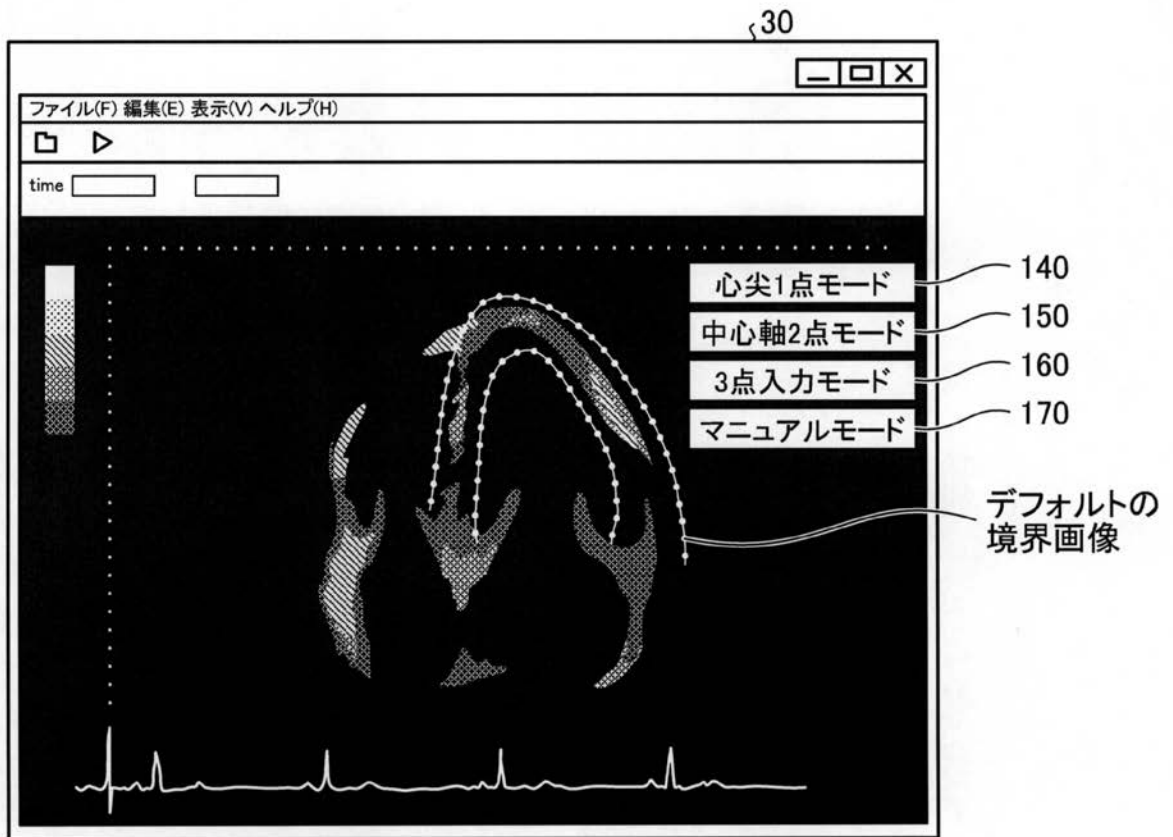 30
ファイル(F) 編集(E) 表示(V) ヘルプ(H)
time
心尖1点モード
140
中心軸2点モード
150
3点入力モード
160
マニュアルモード
170
デフォルトの
境界画像